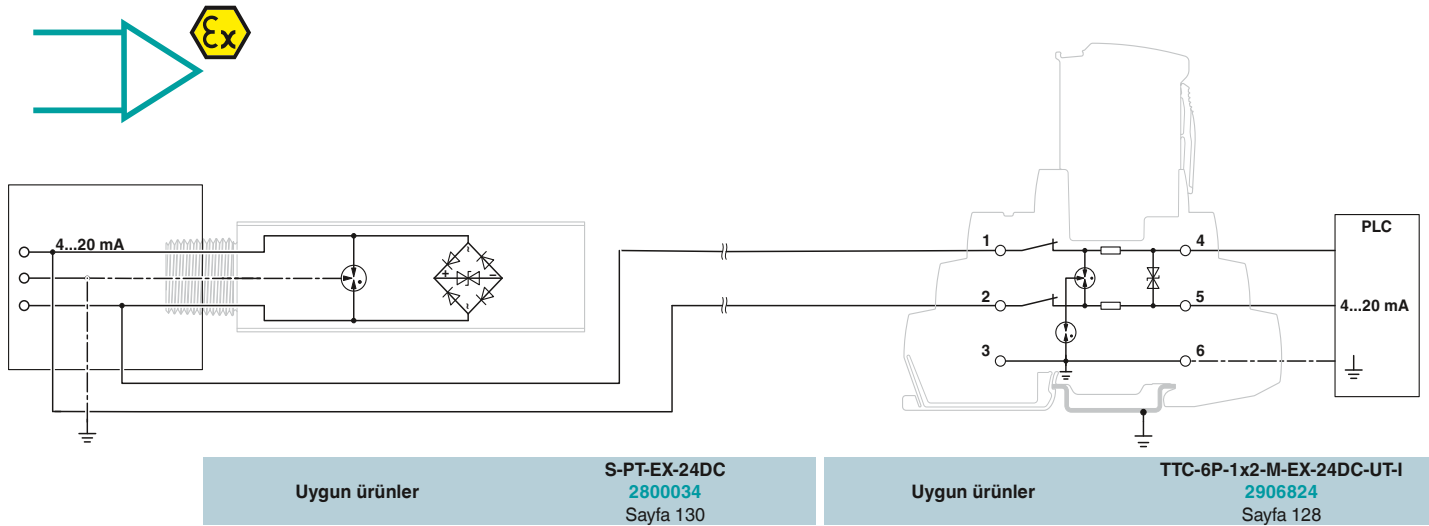 Ex
4...20 mA
1
4
2
5
3
6
PLC
4...20 mA
Uygun ürünler
S-PT-EX-24DC
2800034
Sayfa 130
Uygun ürünler
TTC-6P-1x2-M-EX-24DC-UT-I
2906824
Sayfa 128